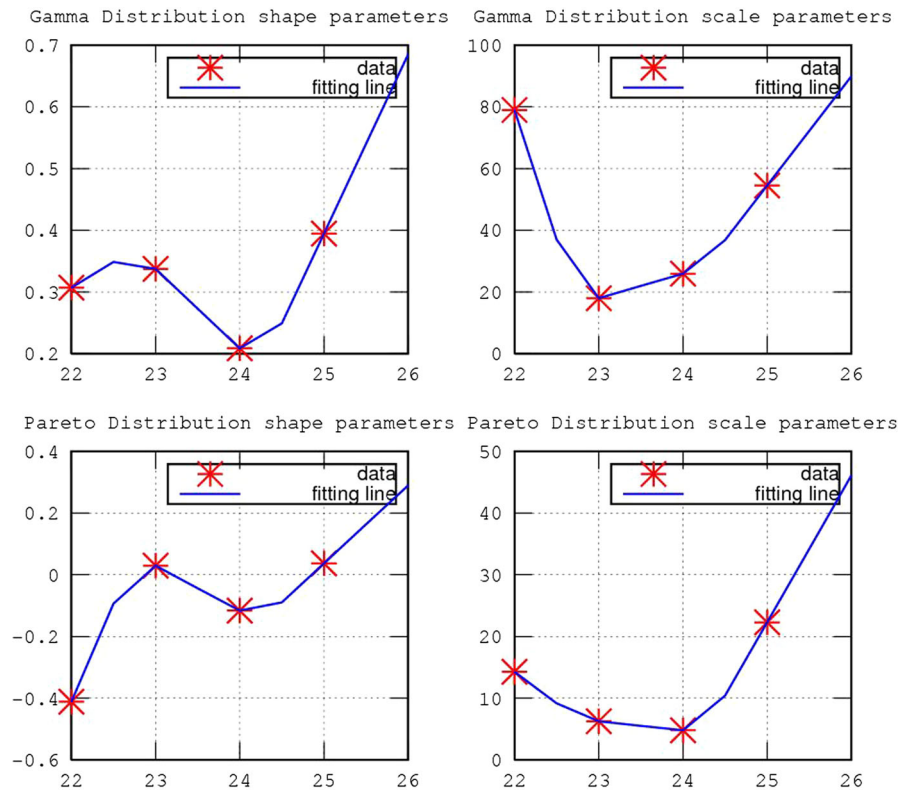 Gamma Distribution shape parameters
0.7
0.6
0.5
0.4
0.3
0.2
22 23 24 25 26
data
fitting line
Gamma Distribution scale parameters
100
80
60
40
20
0
22 23 24 25 26
data
fitting line
Pareto Distribution shape parameters
0.4
0.2
0
-0.2
-0.4
-0.6
22 23 24 25 26
data
fitting line
Pareto Distribution scale parameters
50
40
30
20
10
0
22 23 24 25 26
data
fitting line